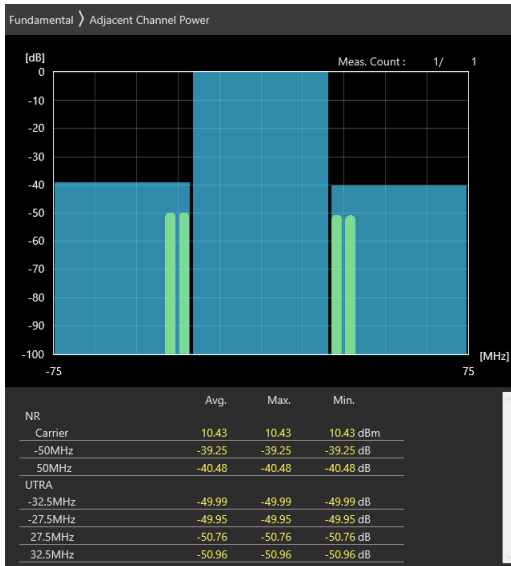 Fundamental ⟩ Adjacent Channel Power
[dB] Meas. Count : 1/ 1
0
-10
-20
-30
-40
-50
-60
-70
-80
-90
-100 [MHz]
-75 75
Avg. Max. Min.
NR
Carrier 10.43 10.43 10.43 dBm
-50MHz -39.25 -39.25 -39.25 dB
50MHz -40.48 -40.48 -40.48 dB
UTRA
-32.5MHz -49.99 -49.99 -49.99 dB
-27.5MHz -49.95 -49.95 -49.95 dB
27.5MHz -50.76 -50.76 -50.76 dB
32.5MHz -50.96 -50.96 -50.96 dB